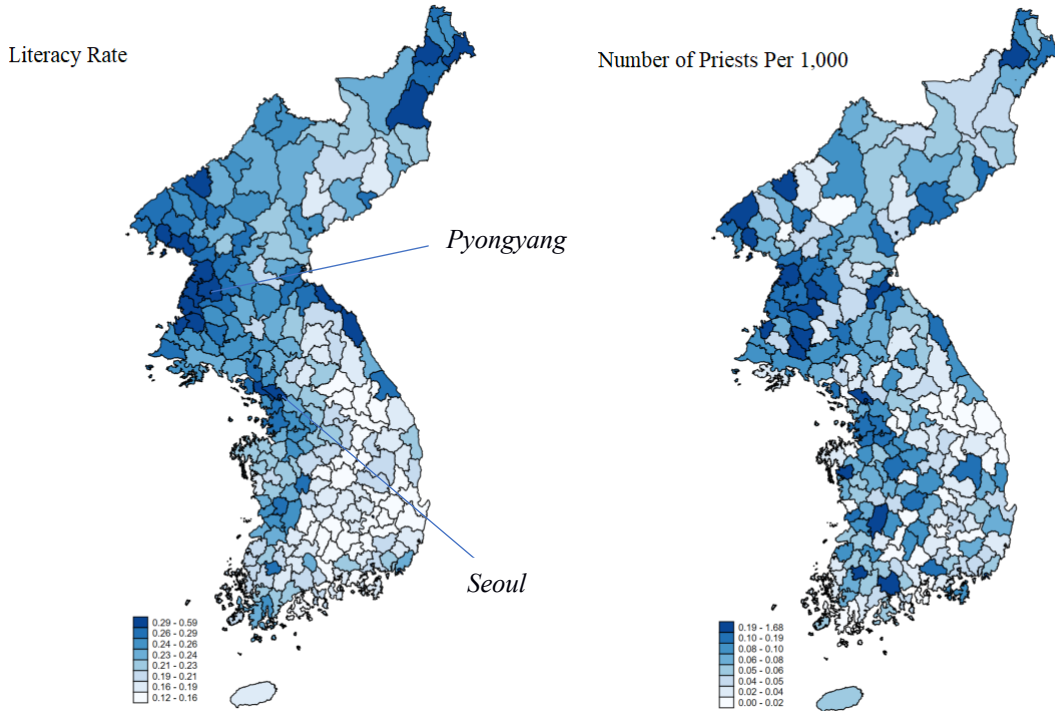 Literacy Rate
Number of Priests Per 1,000
Pyongyang
Seoul
0.29 - 0.59
0.26 - 0.29
0.24 - 0.26
0.23 - 0.24
0.21 - 0.23
0.19 - 0.21
0.16 - 0.19
0.12 - 0.16
0.19 - 1.68
0.10 - 0.19
0.08 - 0.10
0.06 - 0.08
0.05 - 0.06
0.04 - 0.05
0.02 - 0.04
0.00 - 0.02